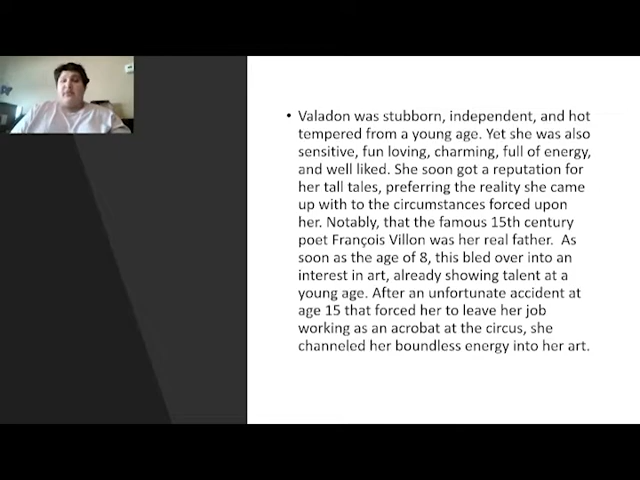 • Valadon was stubborn, independent, and hot
tempered from a young age. Yet she was also
sensitive, fun loving, charming, full of energy,
and well liked. She soon got a reputation for
her tall tales, preferring the reality she came
up with to the circumstances forced upon
her. Notably, that the famous 15th century
poet François Villon was her real father.  As
soon as the age of 8, this bled over into an
interest in art, already showing talent at a
young age. After an unfortunate accident at
age 15 that forced her to leave her job
working as an acrobat at the circus, she
channeled her boundless energy into her art.